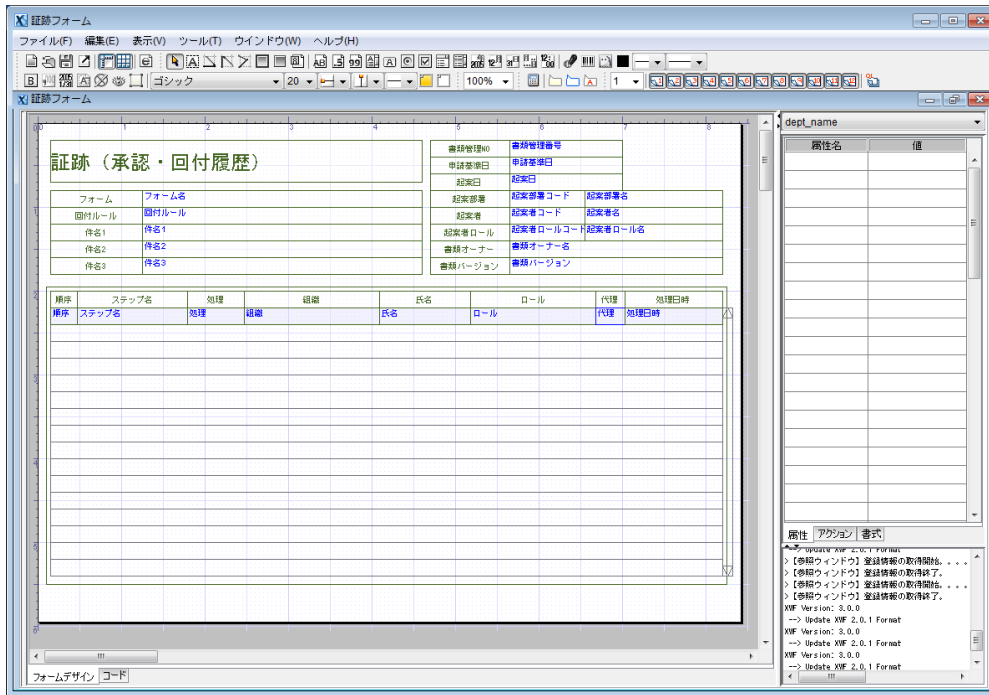 証跡フォーム
ファイル(F) 編集(E) 表示(V) ツール(T) ウインドウ(W) ヘルプ(H)
ゴシック 20 100% 1
証跡フォーム
dept_name
属性名 値
0 1 2 3 4 5 6 7 8
証跡（承認・回付履歴）
書類管理NO 書類管理番号
申請基準日 申請基準日
起案日 起案日
フォーム フォーム名 起案部署 起案部署コード 起案部署名
回付ルール 回付ルール 起案者 起案者コード 起案者名
件名1 件名1 起案者ロール 起案者ロールコード 起案者ロール名
件名2 件名2 書類オーナー 書類オーナー名
件名3 件名3 書類バージョン 書類バージョン
順序 ステップ名 処理 組織 氏名 ロール 代理 処理日時
順序 ステップ名 処理 組織 氏名 ロール 代理 処理日時
属性 アクション 書式
--> Update XWF 2.0.1 Format
>【参照ウィンドウ】登録情報の取得開始。。。。
>【参照ウィンドウ】登録情報の取得終了。
>【参照ウィンドウ】登録情報の取得開始。。。。
>【参照ウィンドウ】登録情報の取得終了。
XWF Version: 3.0.0
--> Update XWF 2.0.1 Format
XWF Version: 3.0.0
--> Update XWF 2.0.1 Format
XWF Version: 3.0.0
--> Update XWF 2.0.1 Format
フォームデザイン コード